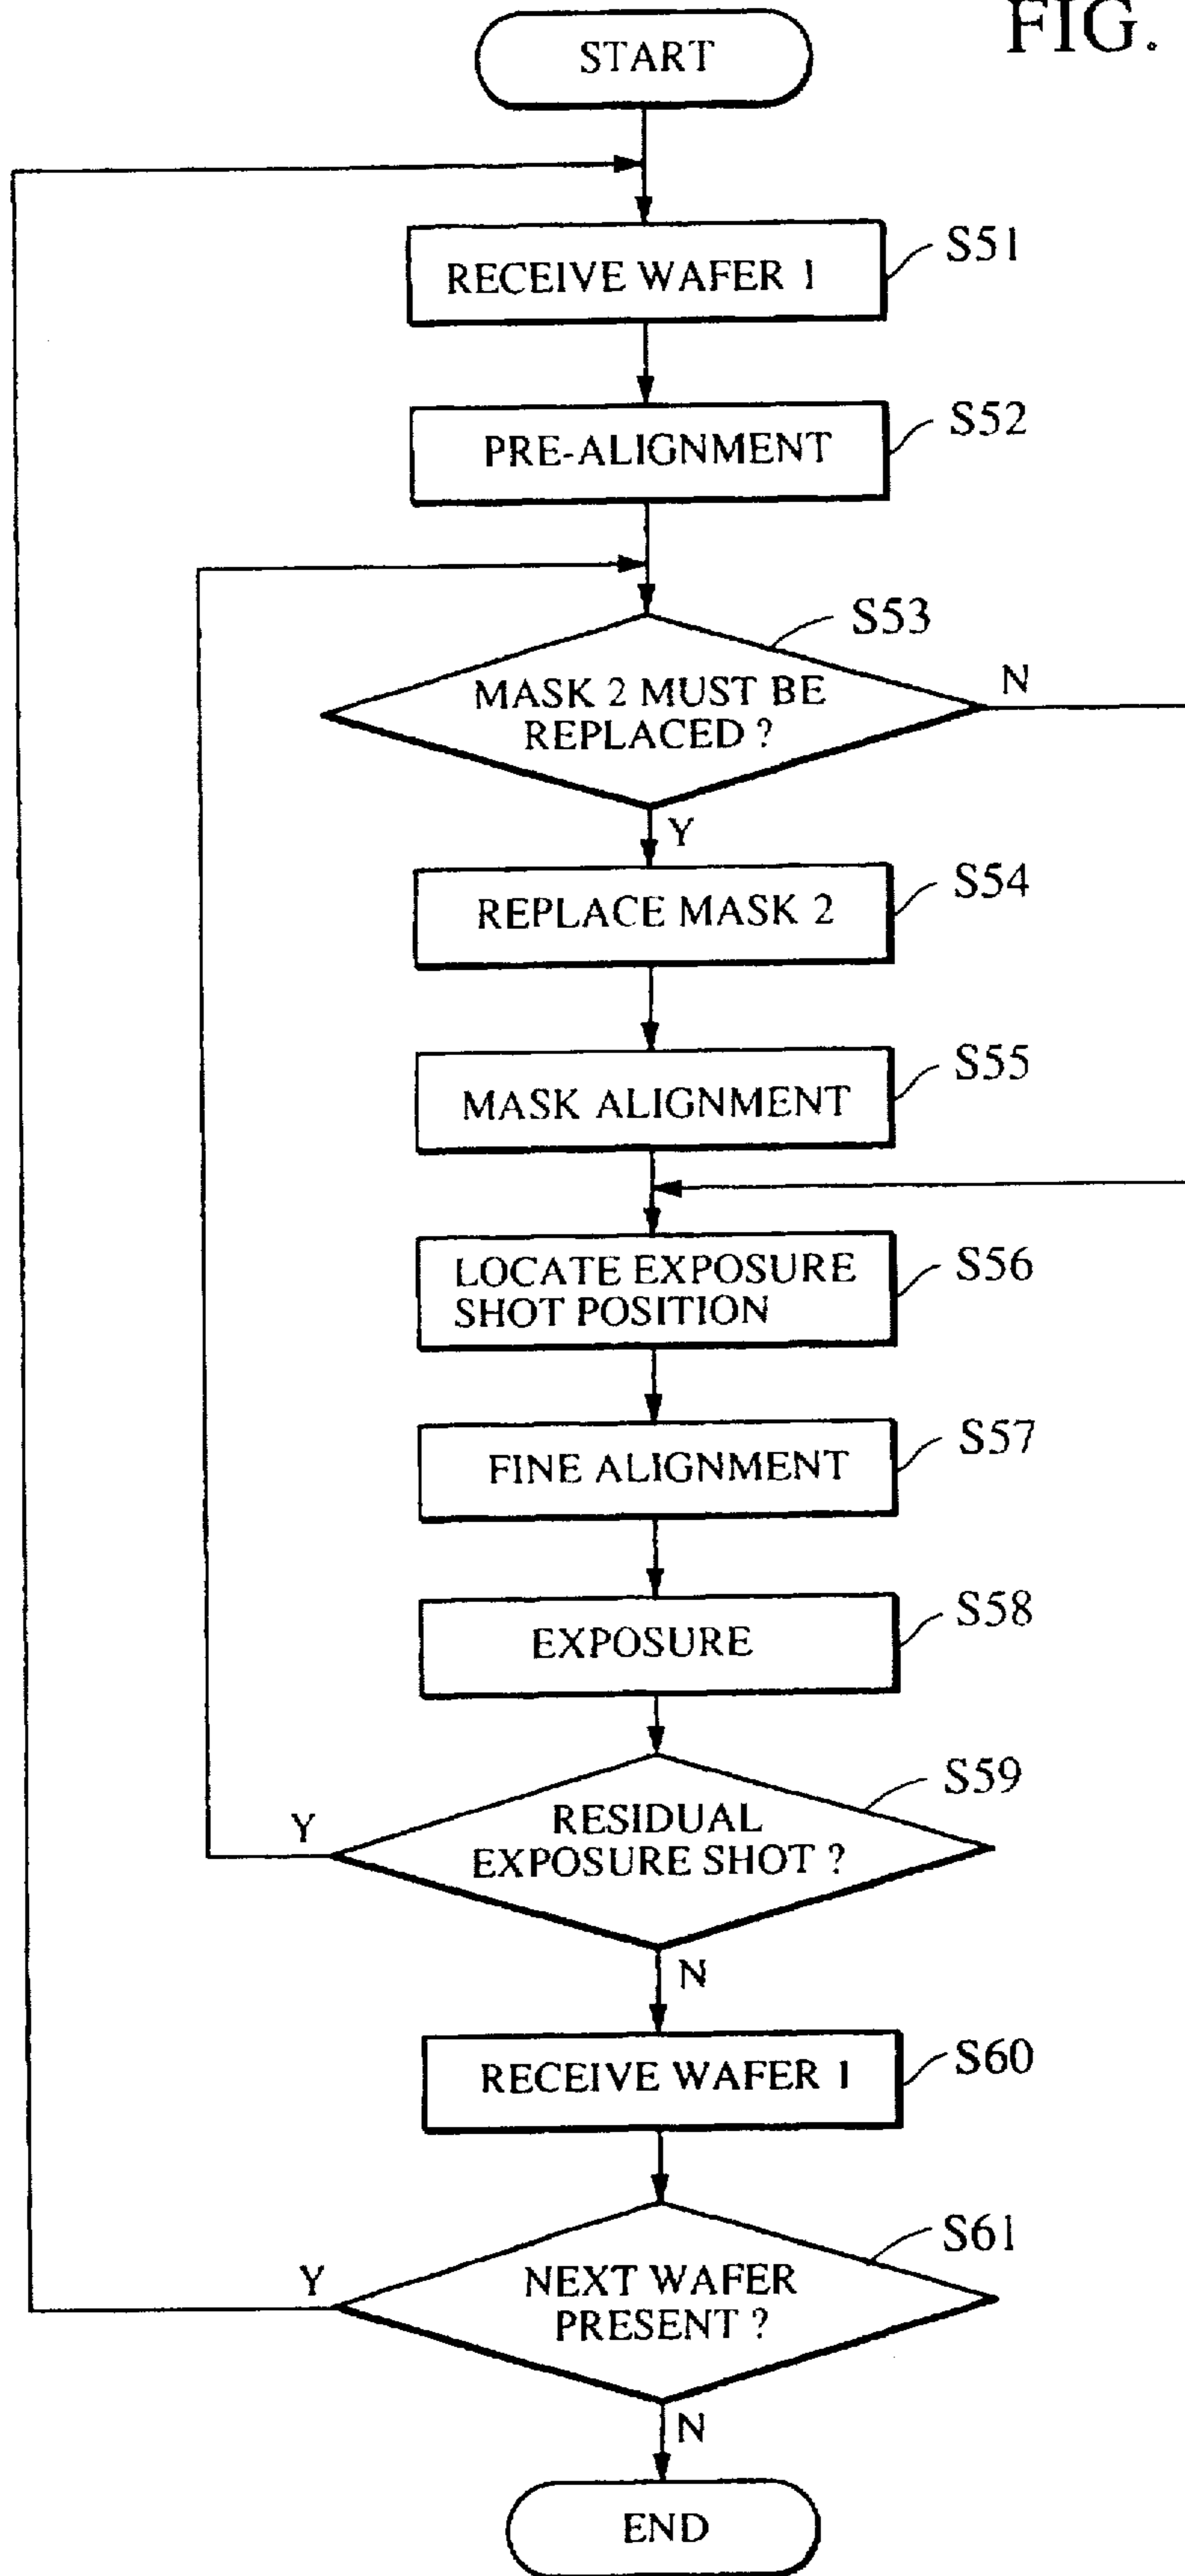 FIG.
START
RECEIVE WAFER 1
S51
PRE-ALIGNMENT
S52
MASK 2 MUST BE
REPLACED ?
S53
N
Y
REPLACE MASK 2
S54
MASK ALIGNMENT
S55
LOCATE EXPOSURE
SHOT POSITION
S56
FINE ALIGNMENT
S57
EXPOSURE
S58
RESIDUAL
EXPOSURE SHOT ?
S59
Y
N
RECEIVE WAFER 1
S60
NEXT WAFER
PRESENT ?
S61
Y
N
END